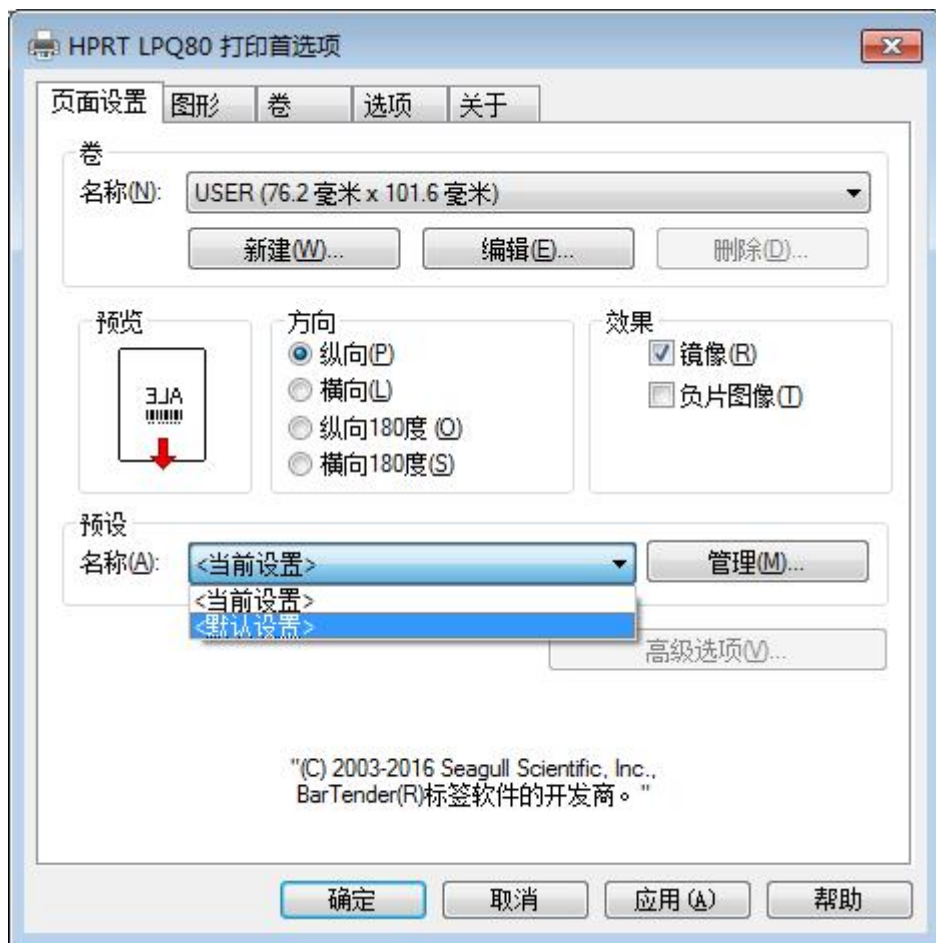 HPRT LPQ80 打印首选项
页面设置 图形 卷 选项 关于
卷
名称(N): USER (76.2 毫米 x 101.6 毫米)
新建(W)... 编辑(E)... 删除(D)...
预览 方向 效果
ALE
纵向(P) 镜像(R)
横向(L) 负片图像(T)
纵向180度 (O)
横向180度(S)
预设
名称(A): <当前设置> 管理(M)...
<当前设置>
<默认设置>
高级选项(V)...
"(C) 2003-2016 Seagull Scientific, Inc.,
BarTender(R)标签软件的开发商。"
确定 取消 应用(A) 帮助